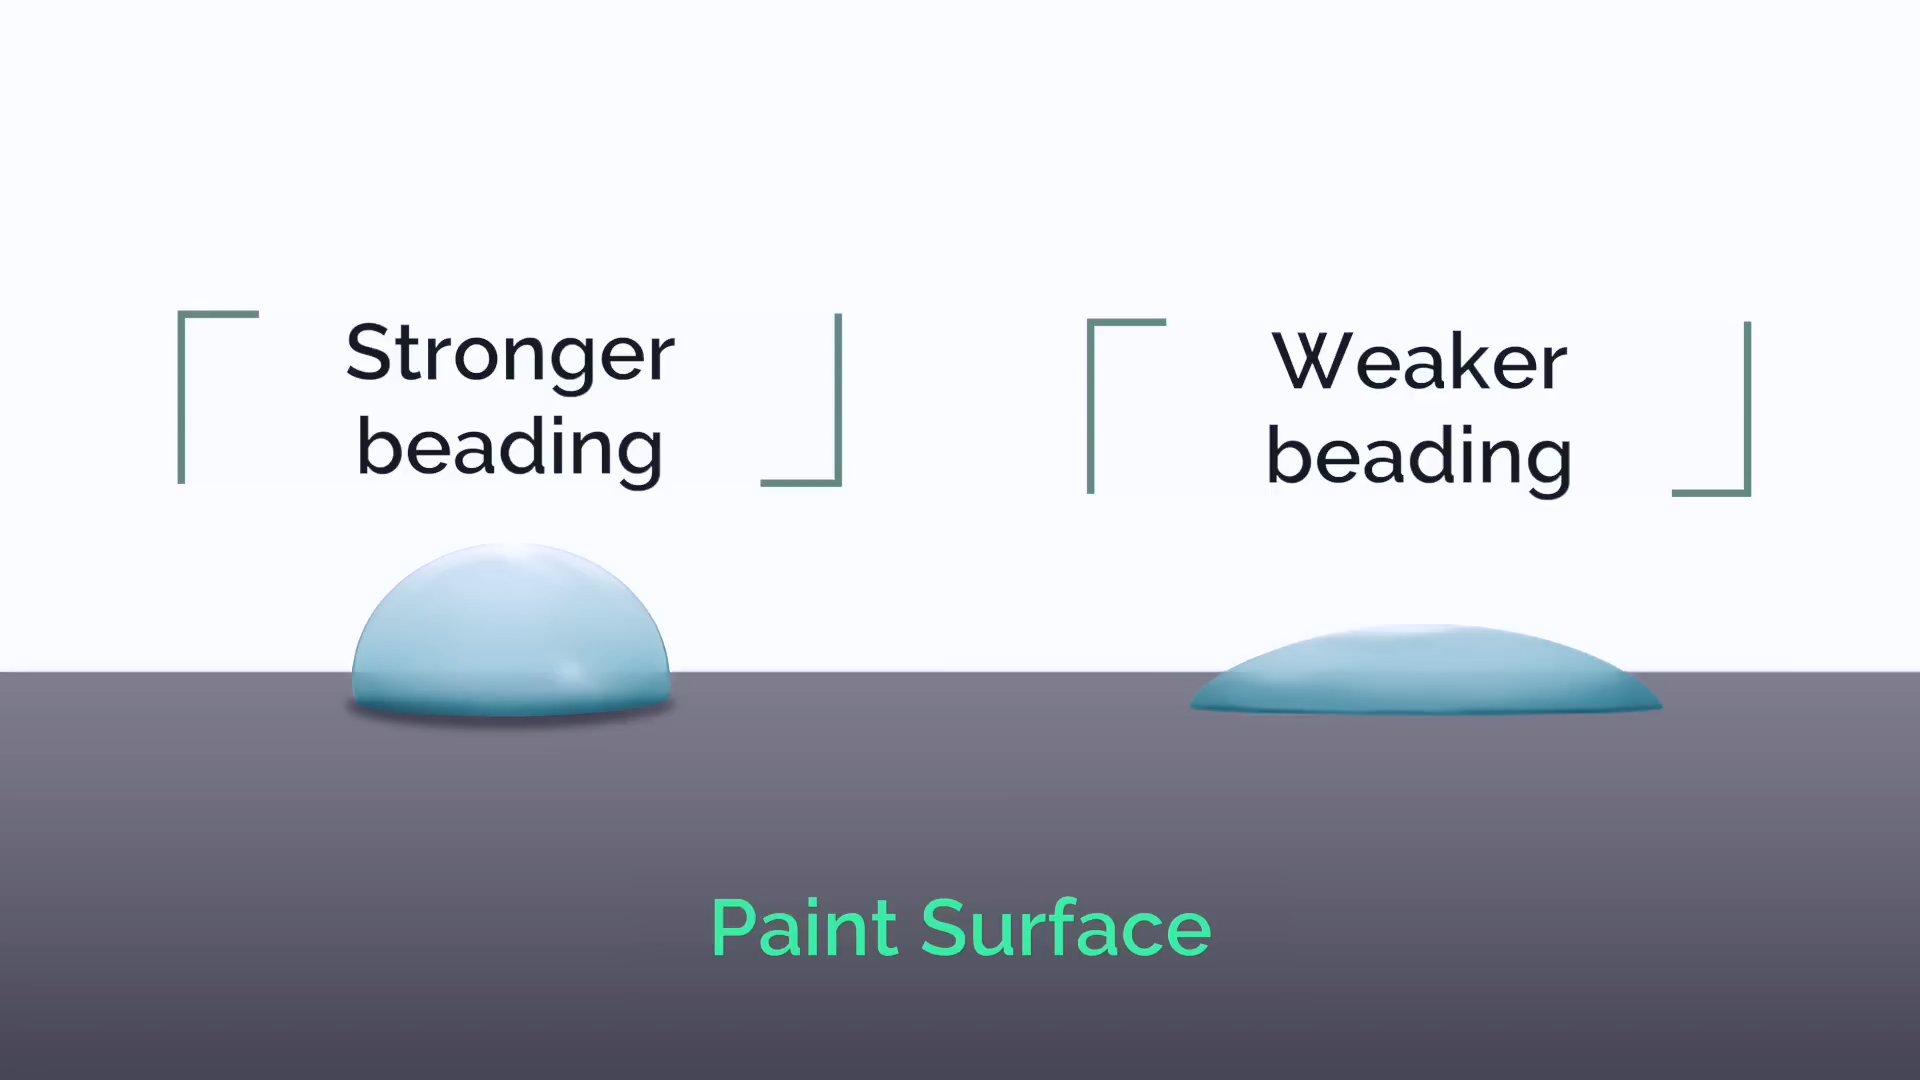 Stronger
beading
Weaker
beading
Paint Surface